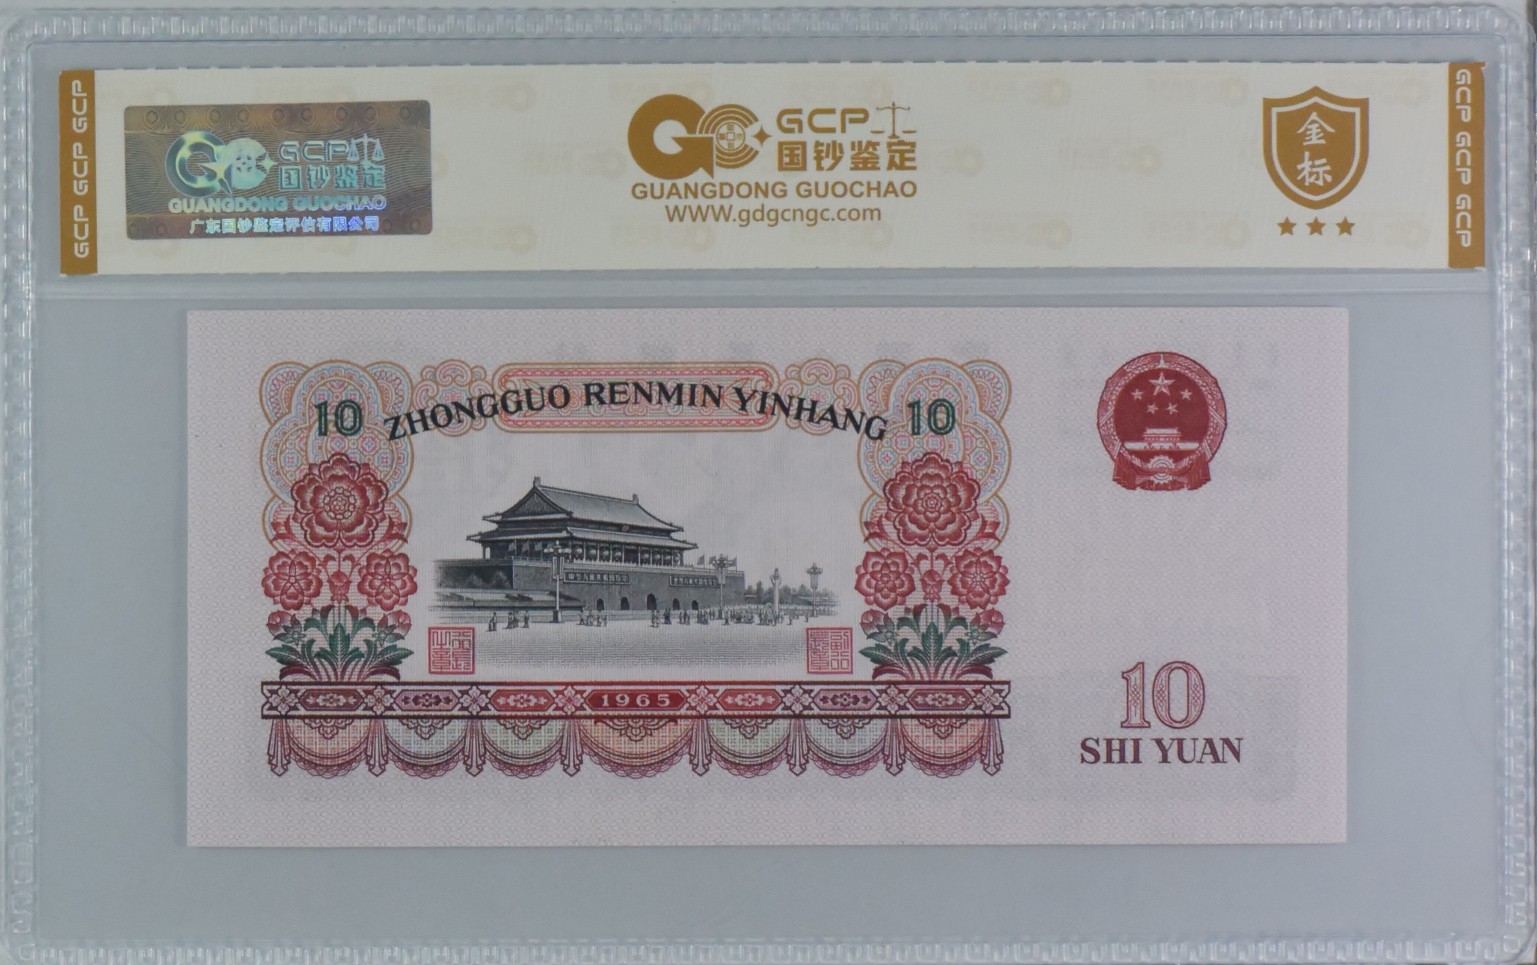 GCP GCP GCP
GCP
国钞鉴定
GUANGDONG GUOCHAO
广东国钞鉴定评估有限公司
GCP
国钞鉴定
GUANGDONG GUOCHAO
WWW.gdgcngc.com
金
标
GCP GCP GCP
10 ZHONGGUO RENMIN YINHANG 10
1965
10
SHI YUAN